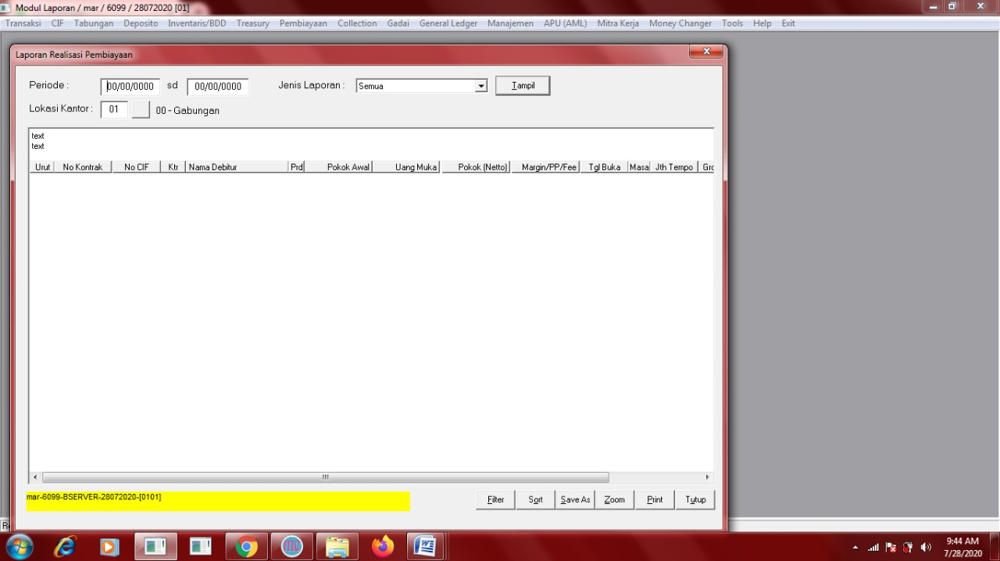 Modul Laporan / mar / 6099 / 28072020 [01]
Transaksi CIF Tabungan Deposito Inventaris/BDD Treasury Pembiayaan Collection Gadai General Ledger Manajemen APU (AML) Mitra Kerja Money Changer Tools Help Exit
Laporan Realisasi Pembiayaan
Periode : 00/00/0000 sd 00/00/0000 Jenis Laporan : Semua Tampil
Lokasi Kantor : 01 00 - Gabungan
text
text
Urut No Kontrak No CIF Ktr Nama Debitur Prd Pokok Awal Uang Muka Pokok (Netto) Margin/PP/Fee Tgl Buka Masa Jth Tempo Grc
mar-6099-BSERVER-28072020-[0101]
Filter Sort Save As Zoom Print Tutup
9:44 AM
7/28/2020